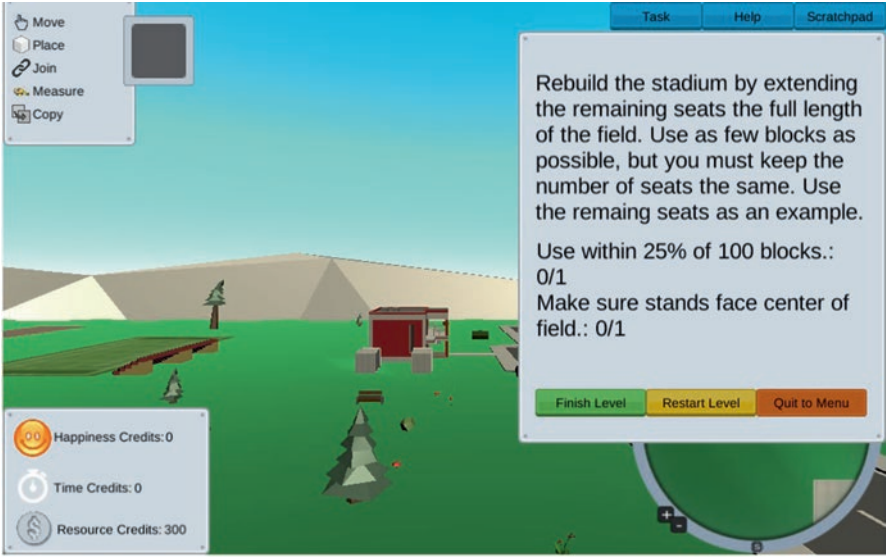 Move
Place
Join
Measure
Copy
Task
Help
Scratchpad
Rebuild the stadium by extending
the remaining seats the full length
of the field. Use as few blocks as
possible, but you must keep the
number of seats the same. Use
the remaing seats as an example.
Use within 25% of 100 blocks.:
0/1
Make sure stands face center of
field.: 0/1
Finish Level
Restart Level
Quit to Menu
Happiness Credits: 0
Time Credits: 0
Resource Credits: 300
+
-
S